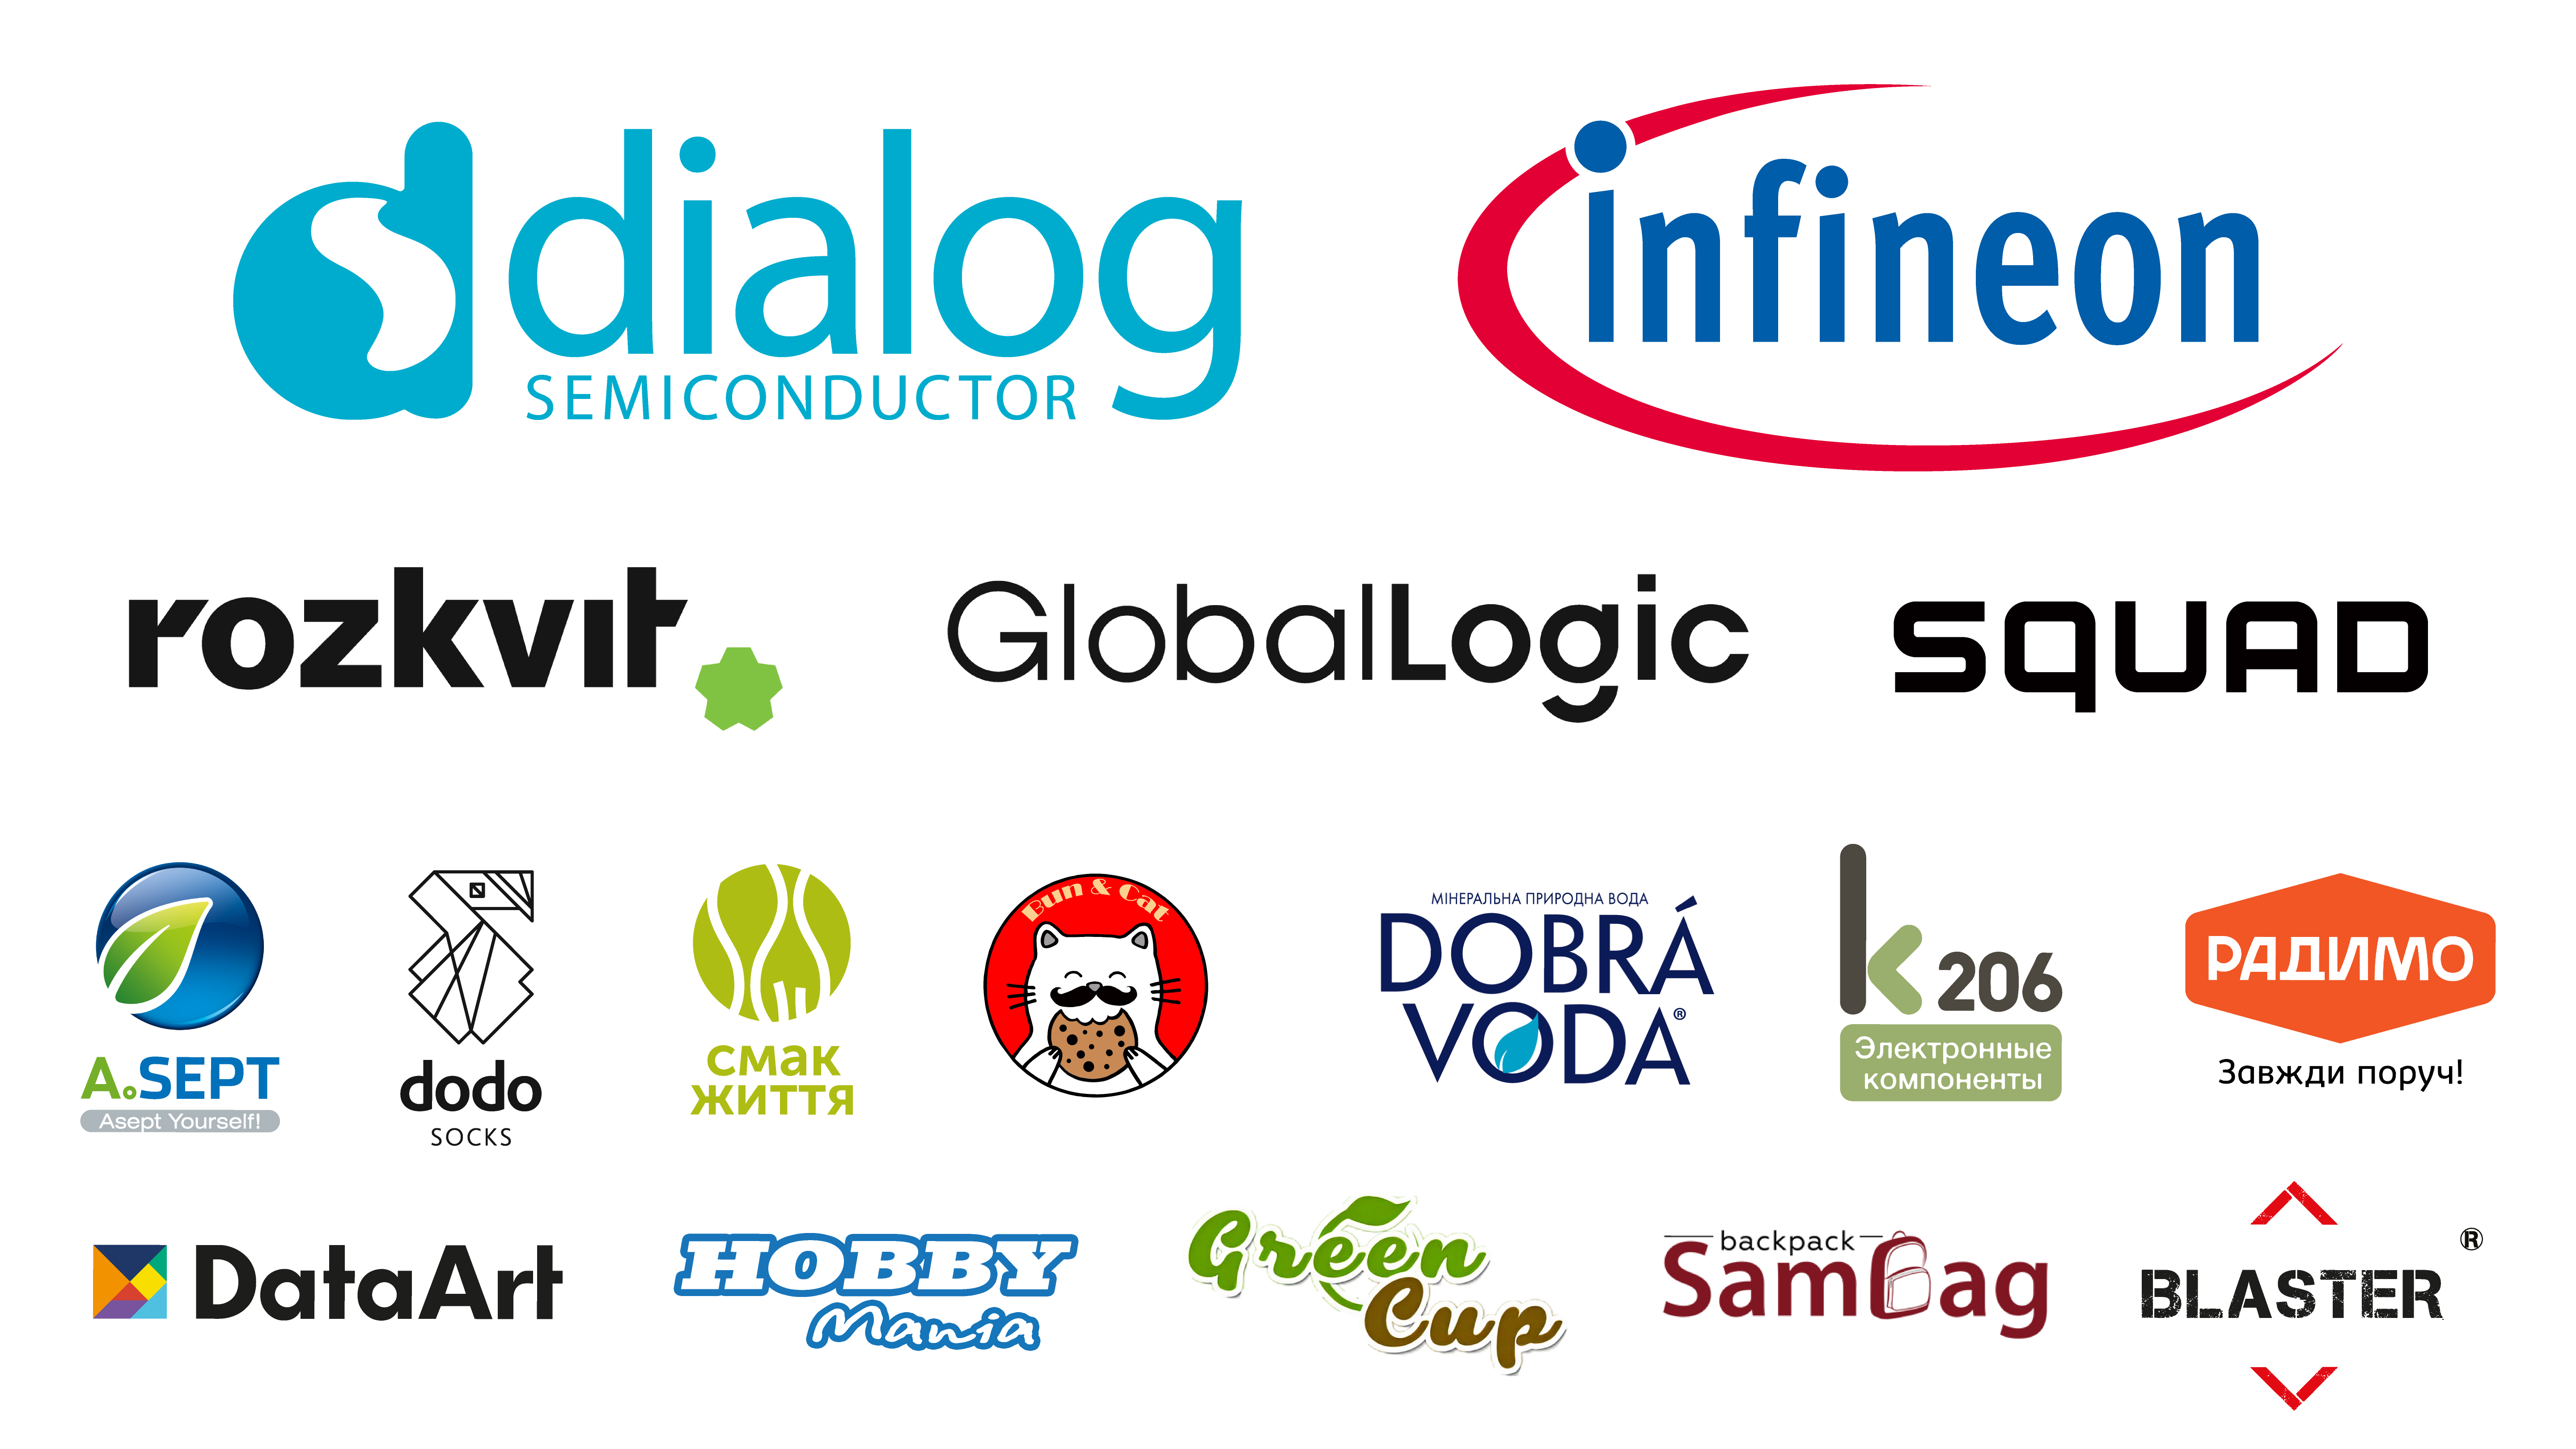 dialog
SEMICONDUCTOR
infineon
rozkvit
GlobalLogic
SQUAD
A.SEPT
Asept Yourself!
dodo
SOCKS
смак
життя
Bun & Cat
МІНЕРАЛЬНА ПРИРОДНА ВОДА
DOBRÁ
VODA®
k206
Электронные
компоненты
РАДИМО
Завжди поруч!
DataArt
HOBBY
Mania
Green
Cup
backpack
SamBag
BLASTER ®